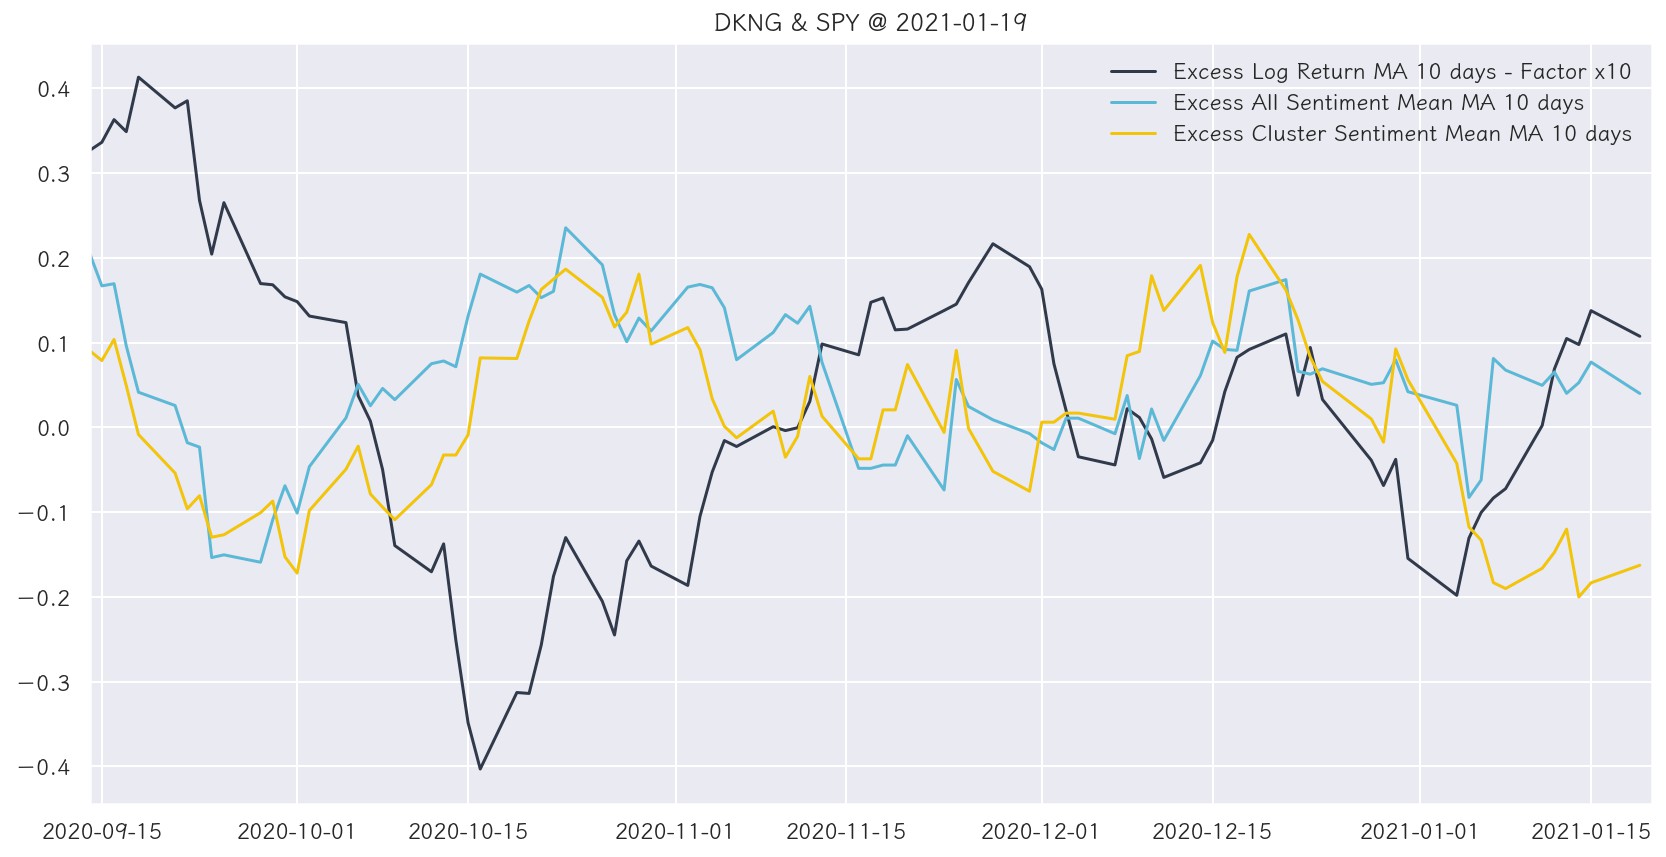 DKNG & SPY @ 2021-01-19
Excess Log Return MA 10 days - Factor x10
Excess All Sentiment Mean MA 10 days
Excess Cluster Sentiment Mean MA 10 days
0.4
0.3
0.2
0.1
0.0
−0.1
−0.2
−0.3
−0.4
2020-09-15 2020-10-01 2020-10-15 2020-11-01 2020-11-15 2020-12-01 2020-12-15 2021-01-01 2021-01-15